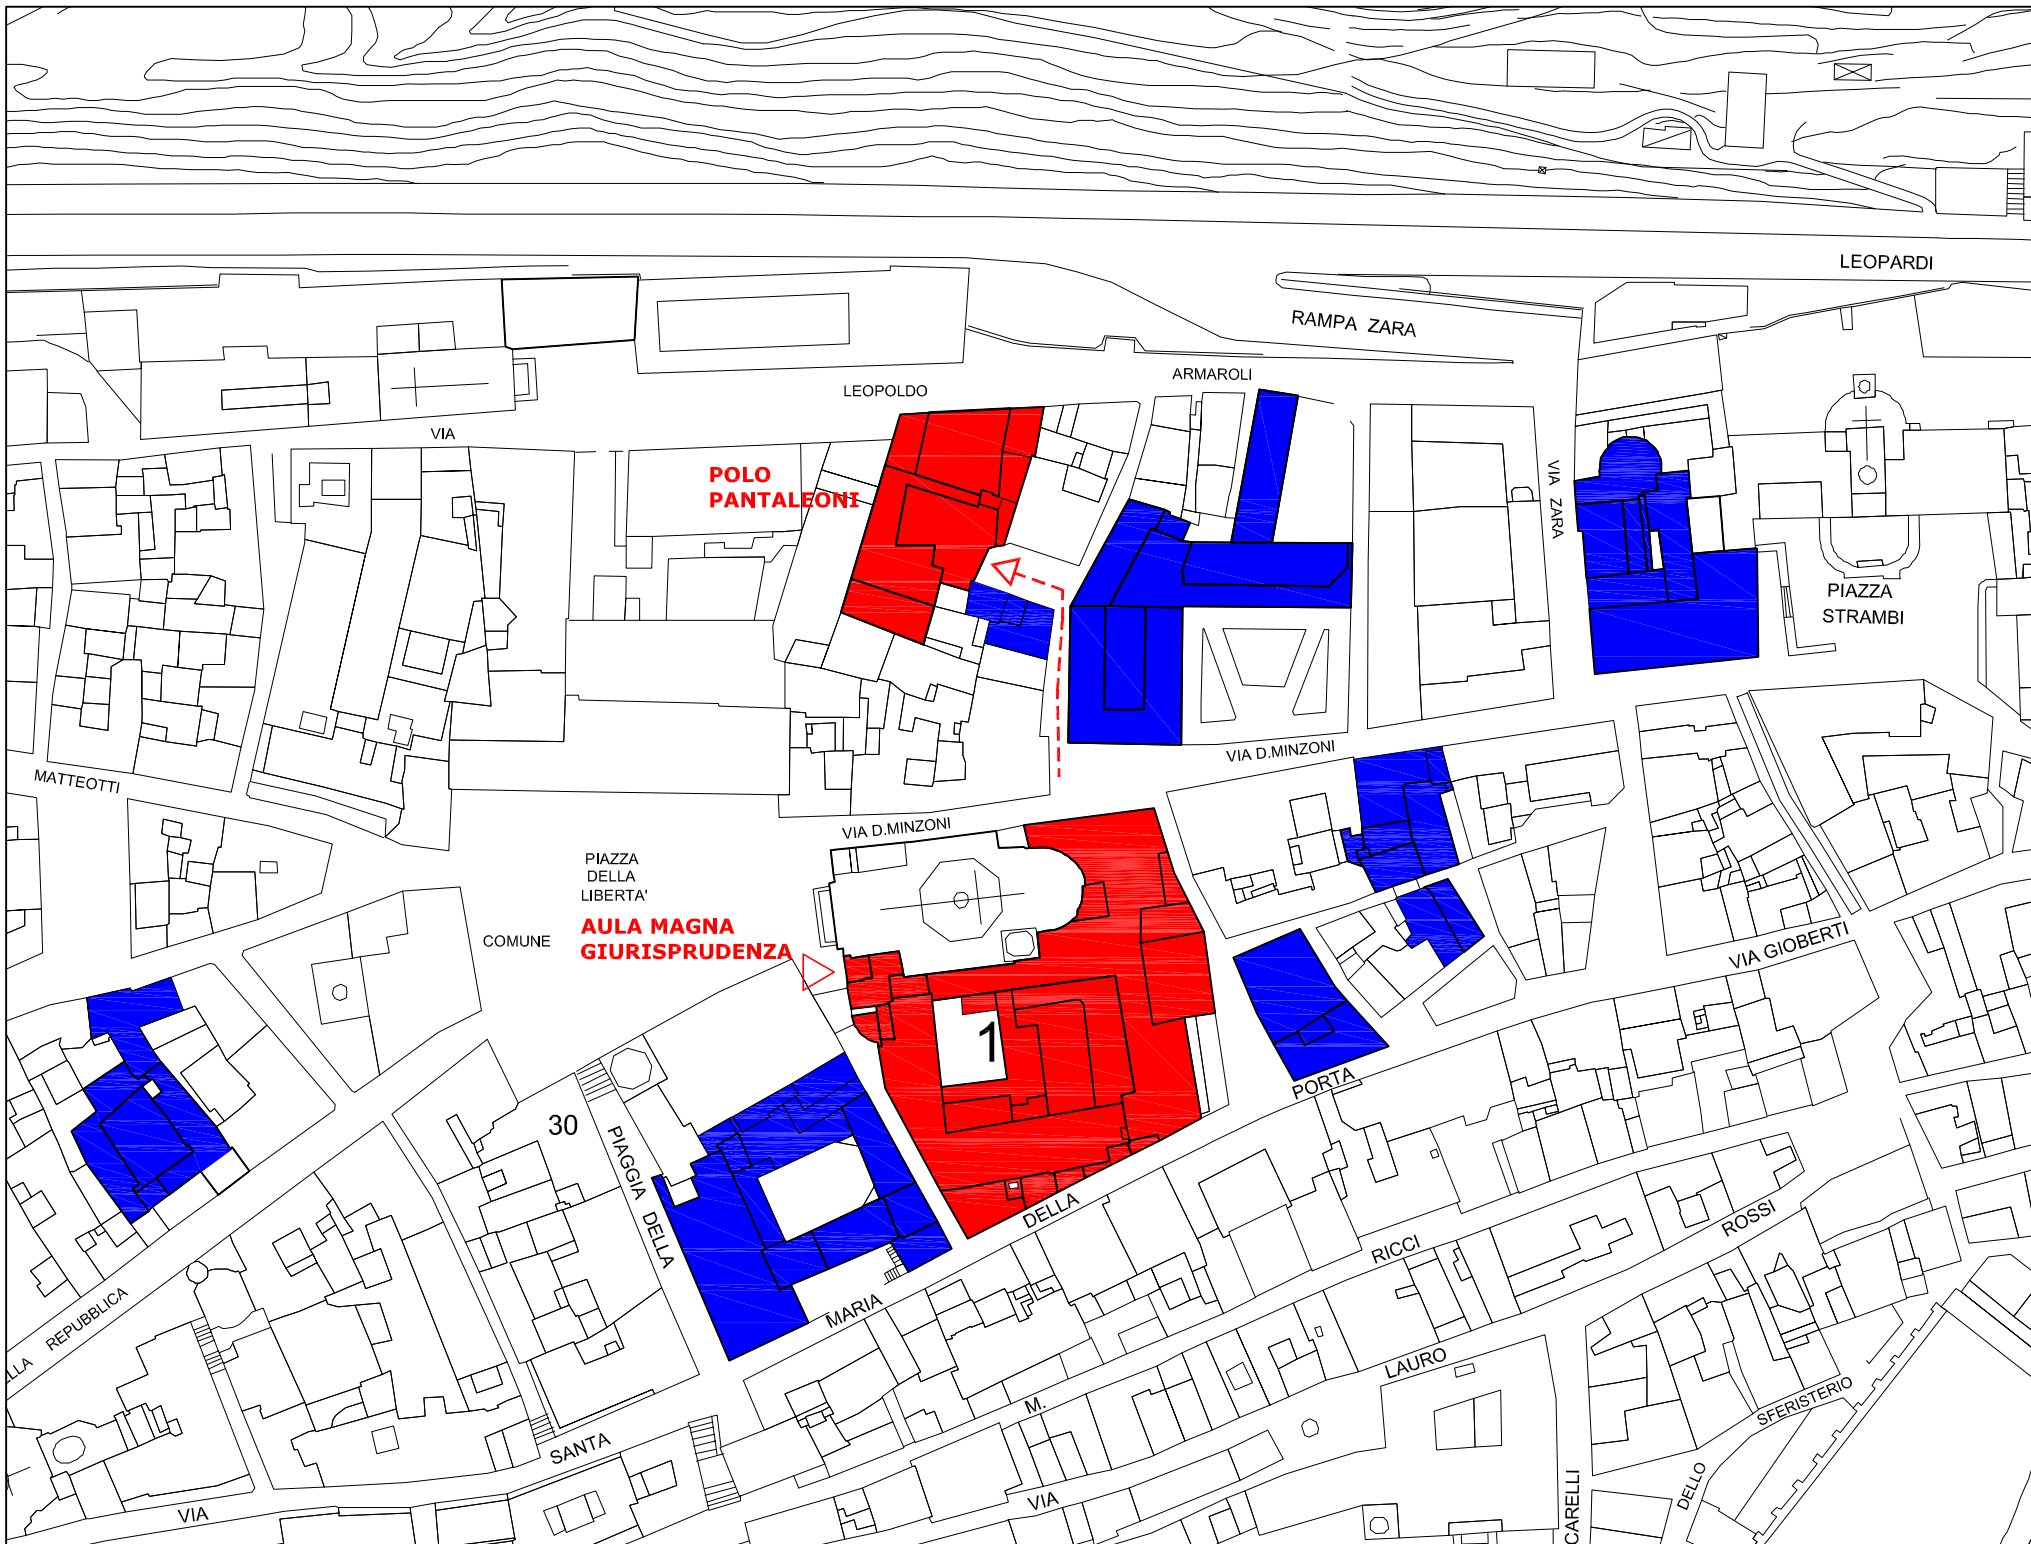 LEOPARDI
RAMPA ZARA
ARMAROLI
LEOPOLDO
VIA
POLO
PANTALEONI
VIA ZARA
PIAZZA
STRAMBI
VIA D.MINZONI
MATTEOTTI
VIA D.MINZONI
PIAZZA
DELLA
LIBERTA'
AULA MAGNA
GIURISPRUDENZA
COMUNE
VIA GIOBERTI
1
PORTA
30
PIAGGIA DELLA
DELLA
ROSSI
RICCI
MARIA
REPUBBLICA
LLA
LAURO
M.
SFERISTERIO
SANTA
DELLO
VIA
VIA
CARELLI